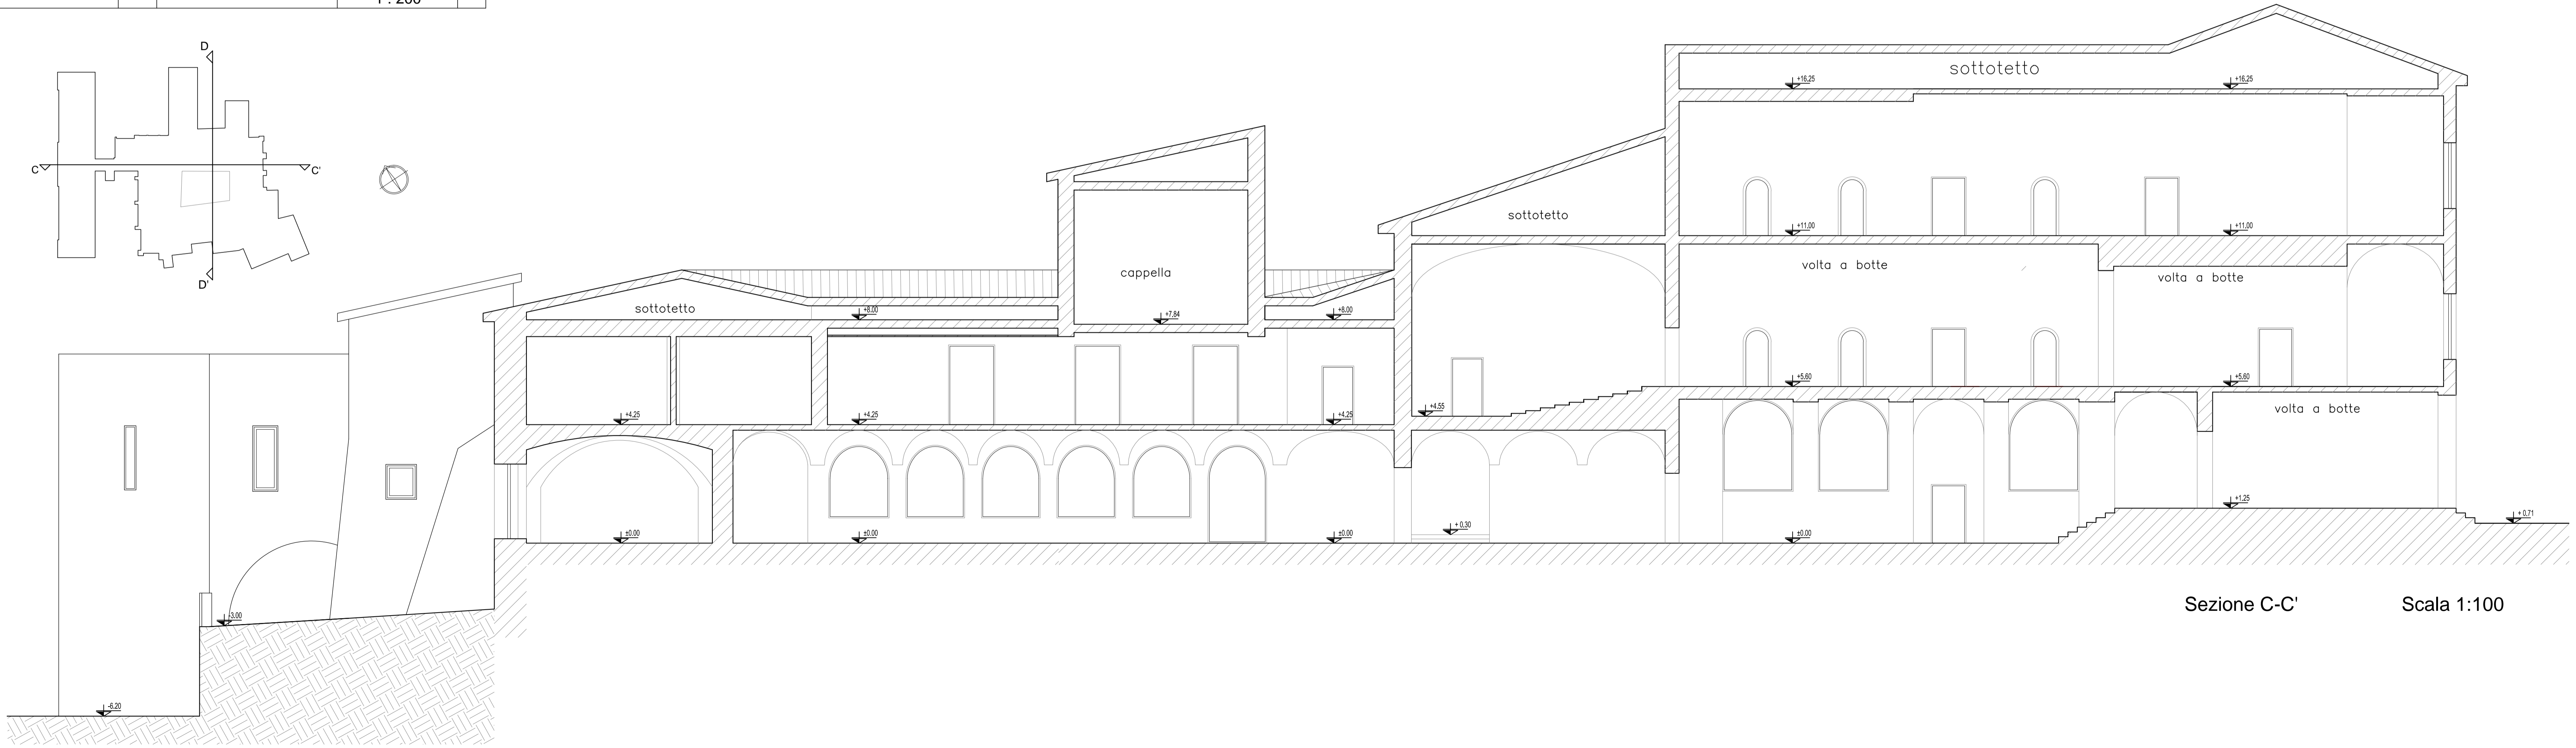 1 : 200
D
C
C'
D'
sottotetto
+16,25
+16,25
sottotetto
+11,00
+11,00
cappella
volta a botte
volta a botte
sottotetto
+8,00
+7,84
+8,00
+4,25
+4,25
+4,25
+4,55
+5,60
+5,60
volta a botte
±0,00
±0,00
±0,00
+ 0,30
±0,00
+1,25
+ 0,71
-3,00
-6,20
Sezione C-C' Scala 1:100